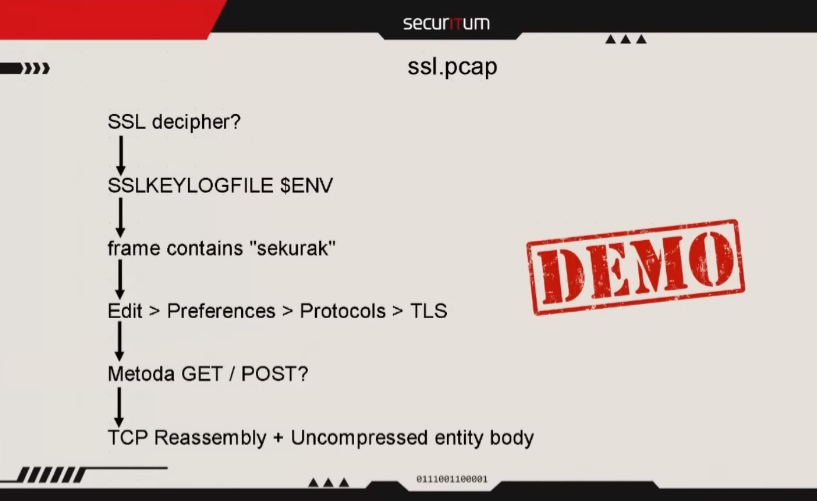 securITum
ssl.pcap
SSL decipher?
SSLKEYLOGFILE $ENV
frame contains "sekurak"
Edit > Preferences > Protocols > TLS
Metoda GET / POST?
TCP Reassembly + Uncompressed entity body
DEMO
0111001100001